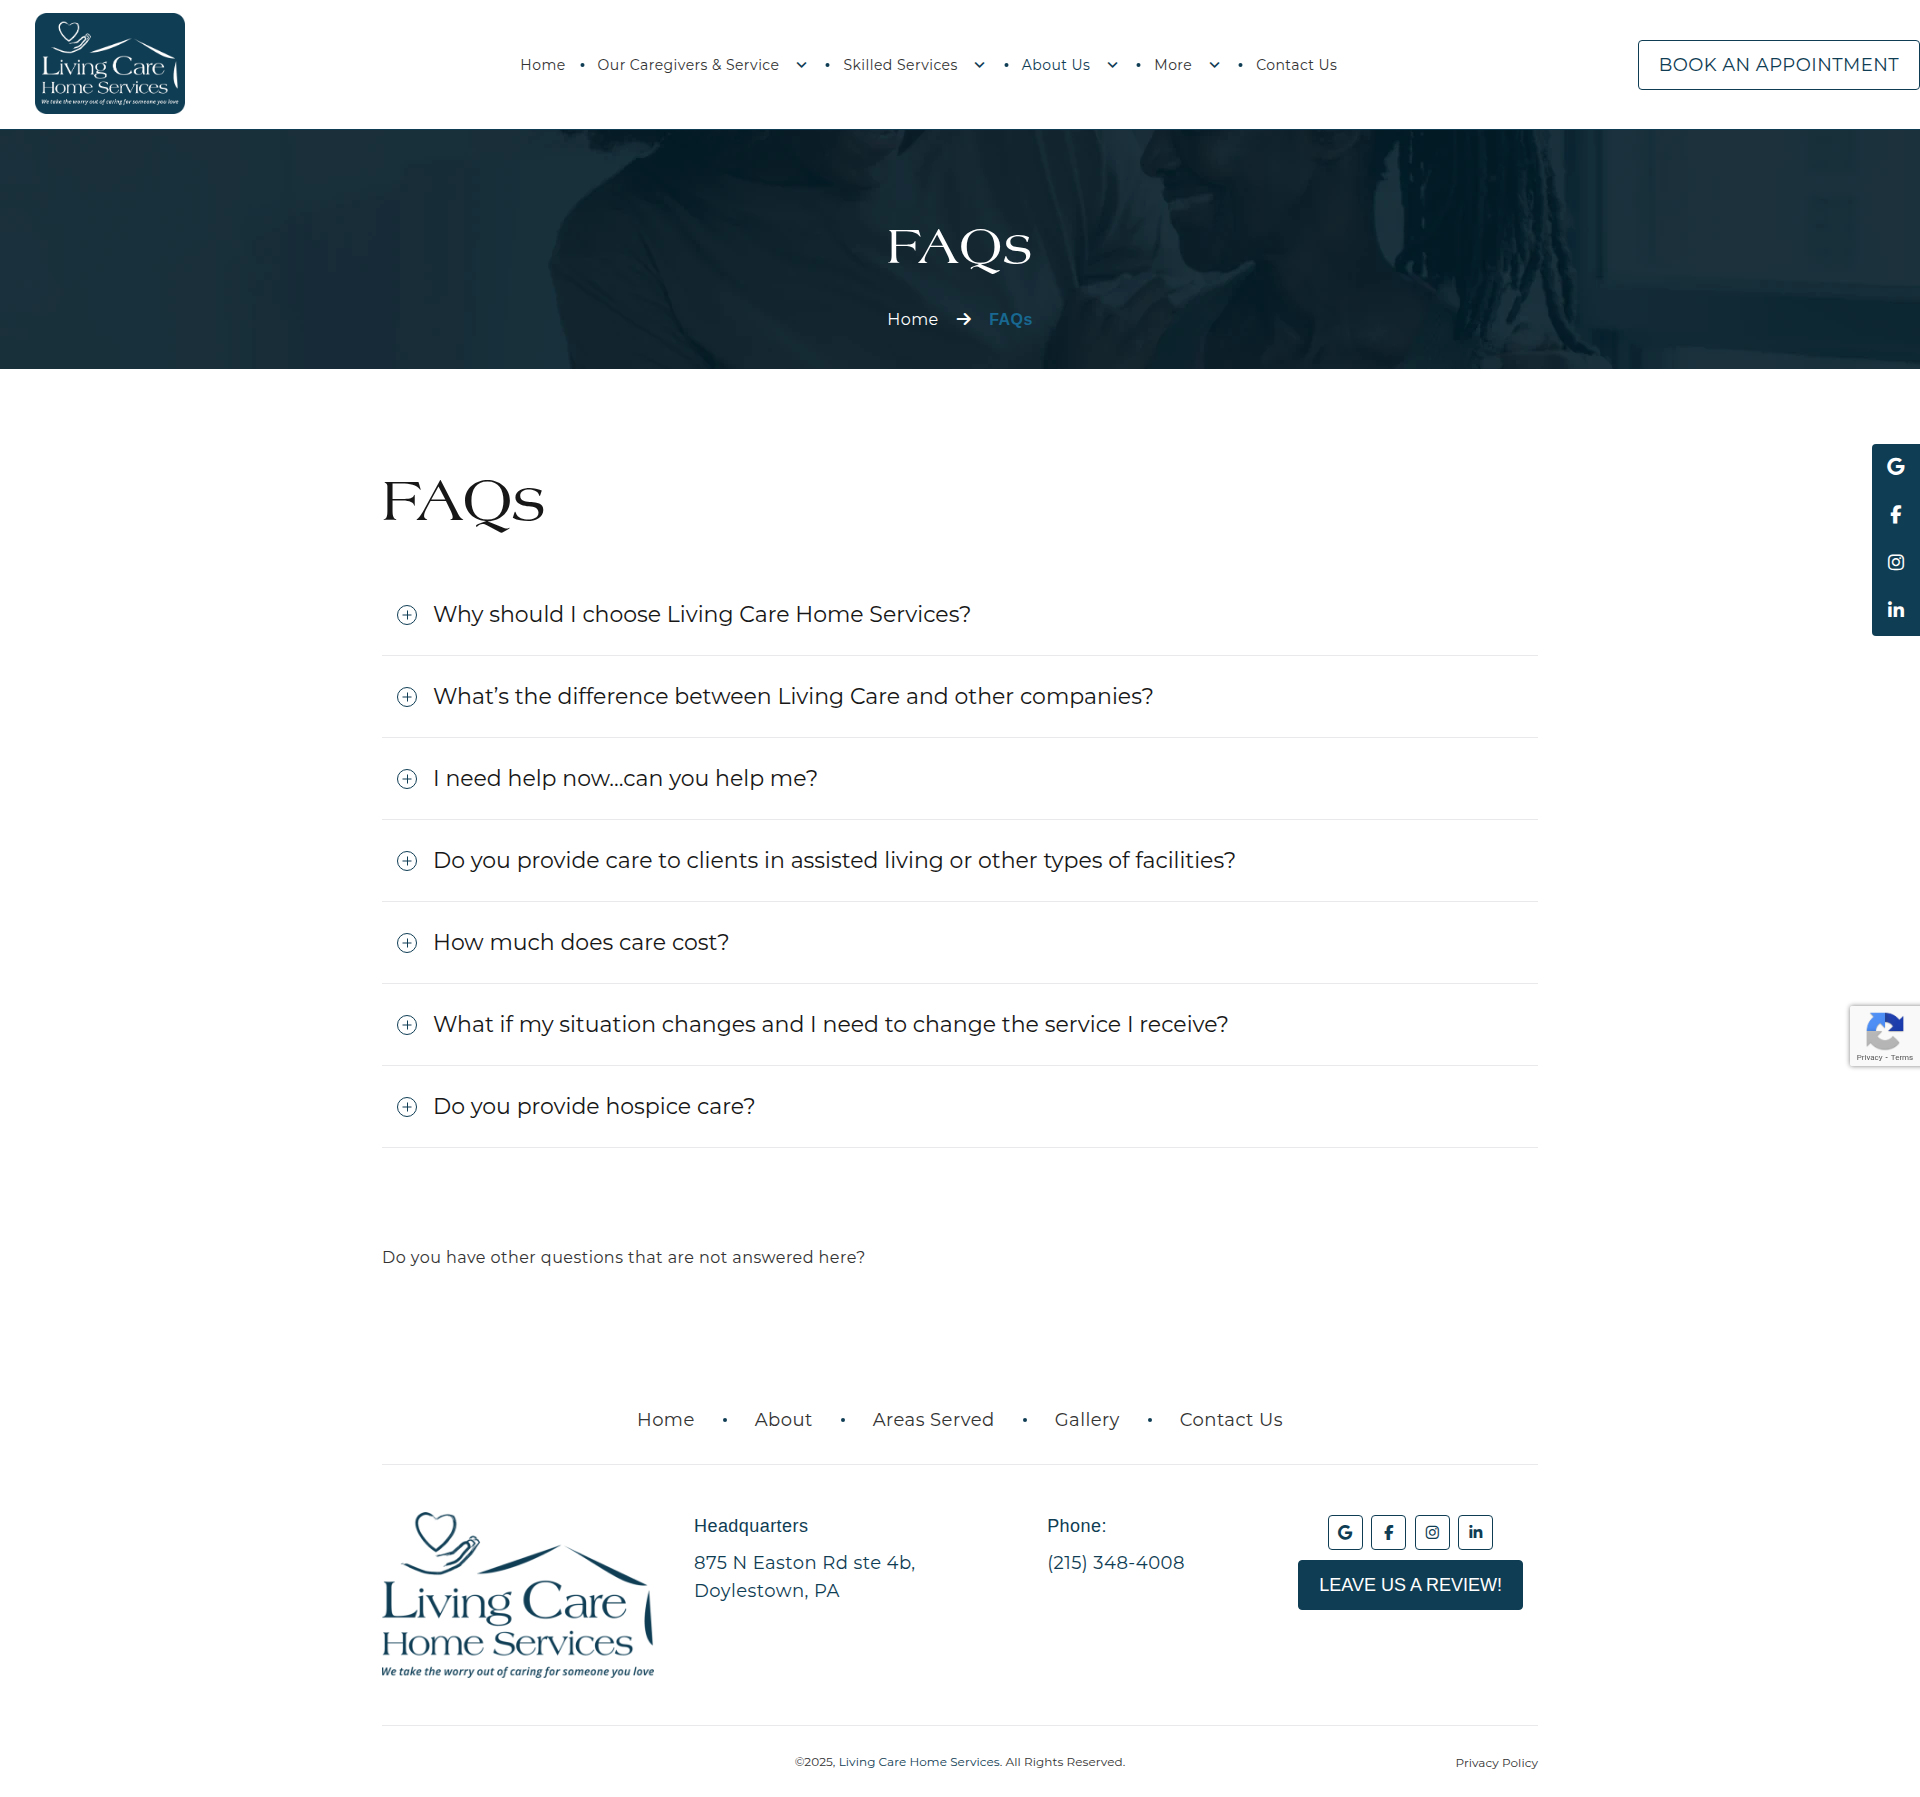 Living Care
Home Services
We take the worry out of caring for someone you love
Home • Our Caregivers & Service • Skilled Services • About Us • More • Contact Us
BOOK AN APPOINTMENT
FAQs
Home → FAQs
FAQs
Why should I choose Living Care Home Services?
What’s the difference between Living Care and other companies?
I need help now…can you help me?
Do you provide care to clients in assisted living or other types of facilities?
How much does care cost?
What if my situation changes and I need to change the service I receive?
Privacy - Terms
Do you provide hospice care?
Do you have other questions that are not answered here?
Home • About • Areas Served • Gallery • Contact Us
Living Care
Home Services
We take the worry out of caring for someone you love
Headquarters
875 N Easton Rd ste 4b,
Doylestown, PA
Phone:
(215) 348-4008
LEAVE US A REVIEW!
©2025, Living Care Home Services. All Rights Reserved.
Privacy Policy